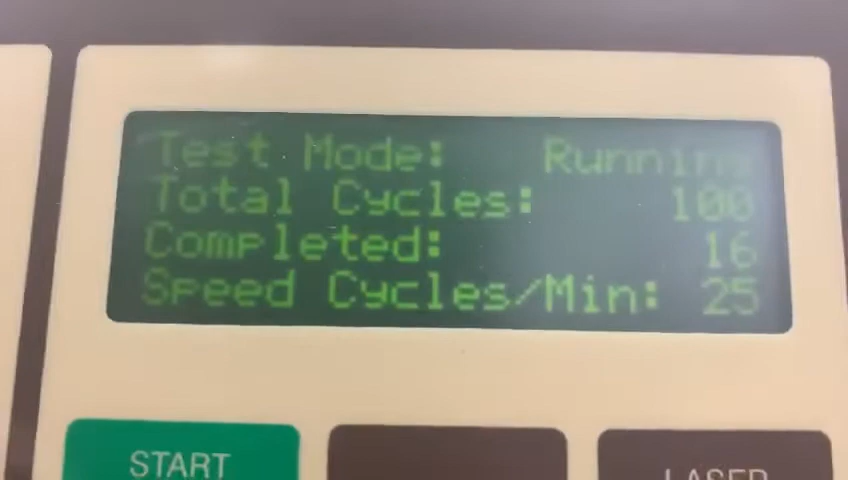 Test Mode: Running
Total Cycles: 100
Completed: 16
Speed Cycles/Min: 25
START
LASER